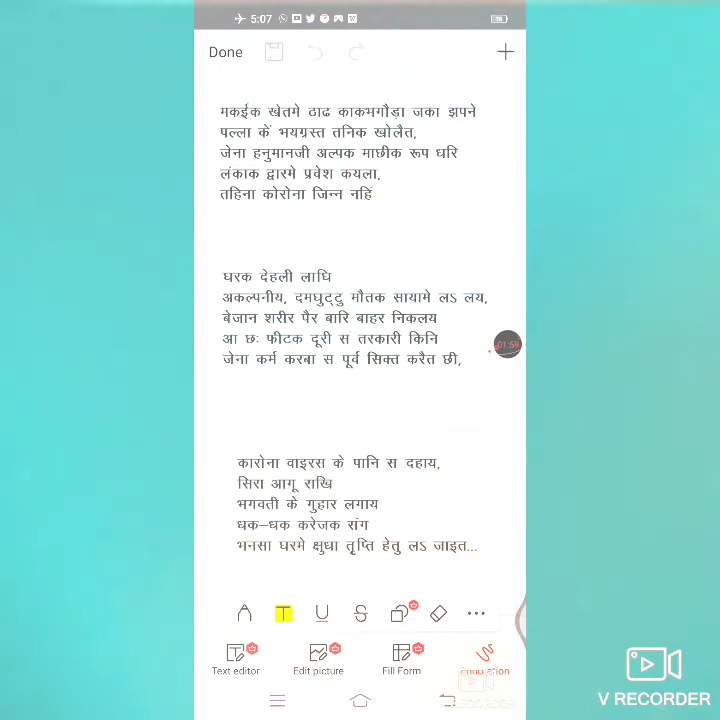 5:07
36
Done
मकईक खेतमे ठाढ काकभगौड़ा जका झपने
पल्ला कें भयग्रस्त तनिक खोलैत,
जेना हनुमानजी अल्पक माछीक रूप धरि
लंकाक द्वारमे प्रवेश कयला,
तहिना कोरोना जिन्न नहिं
घरक देहली लाधि
अकल्पनीय, दमघुट्टु मौतक सायामे लऽ लय,
बेजान शरीर पैर बारि बाहर निकलय
आ छः फीटक दूरी स तरकारी किनि
जेना कर्म करबा स पूर्व सिक्त करैत छी,
01:59
कारोना वाइरस के पानि स दहाय,
सिरा आगू राखि
भगवती के गुहार लगाय
धक–धक करेजक सांग
भनसा घरमे क्षुधा तृप्ति हेतु लऽ जाइत...
T U S
Text editor Edit picture Fill Form Annotation
V RECORDER